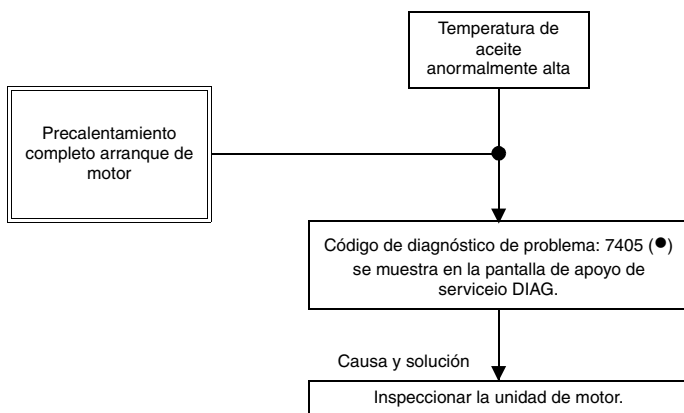 Temperatura de
aceite
anormalmente alta
Precalentamiento
completo arranque de
motor
Código de diagnóstico de problema: 7405 (●)
se muestra en la pantalla de apoyo de
serviceio DIAG.
Causa y solución
Inspeccionar la unidad de motor.